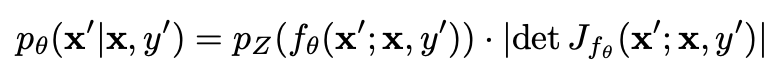 p_θ(𝐱′|𝐱, y′) = p_Z(f_θ(𝐱′; 𝐱, y′)) · |det J_{f_θ}(𝐱′; 𝐱, y′)|